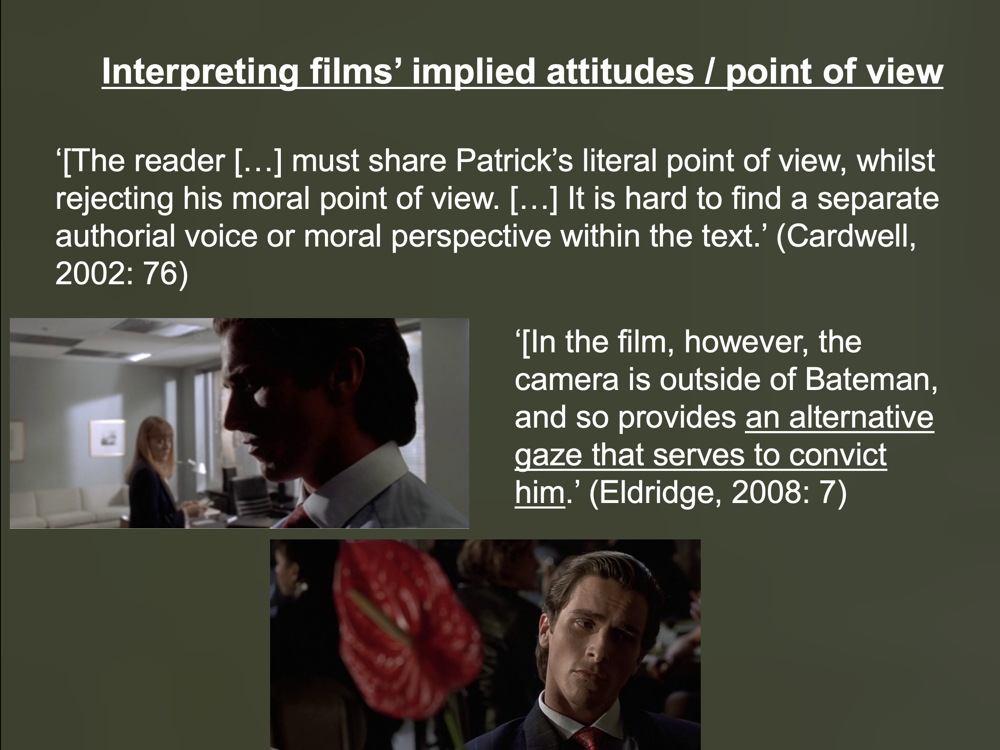 Interpreting films’ implied attitudes / point of view
‘[The reader […] must share Patrick’s literal point of view, whilst
rejecting his moral point of view. […] It is hard to find a separate
authorial voice or moral perspective within the text.’ (Cardwell,
2002: 76)
‘[In the film, however, the
camera is outside of Bateman,
and so provides an alternative
gaze that serves to convict
him.’ (Eldridge, 2008: 7)